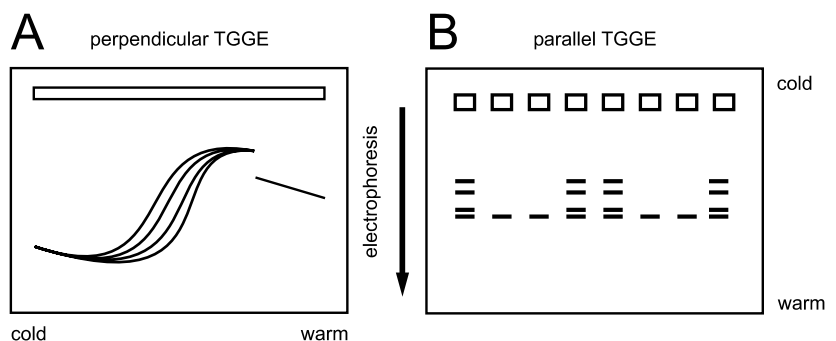 A
perpendicular TGGE
cold
warm
electrophoresis
B
parallel TGGE
cold
warm